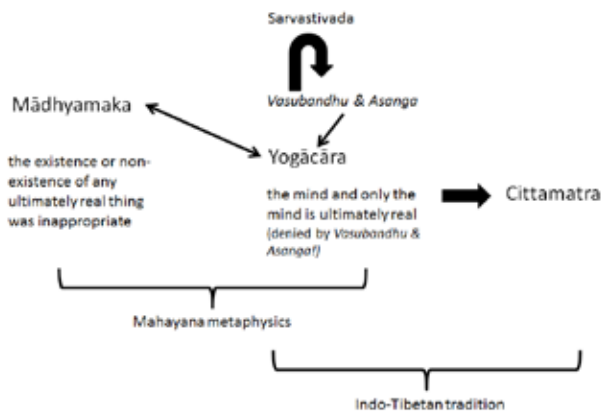 Sarvastivada
Vasubandhu & Asanga
Mādhyamaka
Yogācāra
the existence or non-
existence of any
ultimately real thing
was inappropriate
the mind and only the
mind is ultimately real
(denied by Vasubandhu &
Asanga!)
Cittamatra
Mahayana metaphysics
Indo-Tibetan tradition